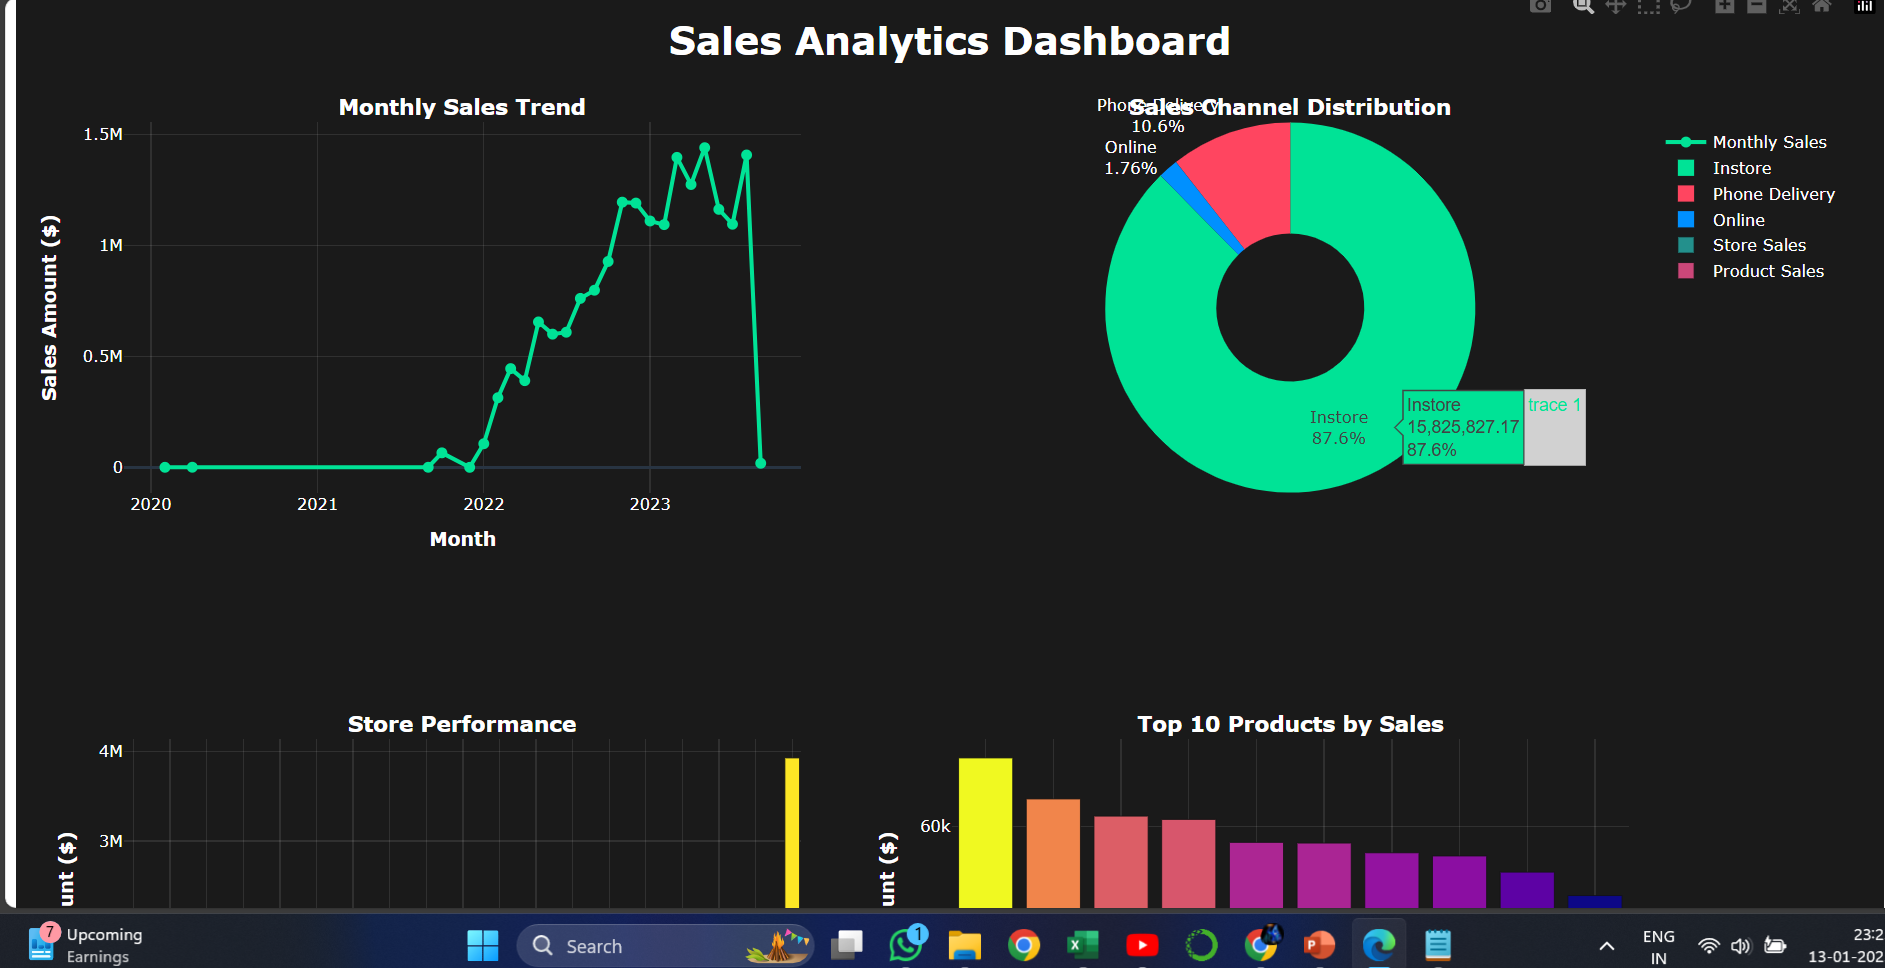 Sales Analytics Dashboard
Monthly Sales Trend
1.5M
1M
0.5M
0
Sales Amount ($)
2020 2021 2022 2023
Month
Sales Channel Distribution
Phone Delivery
10.6%
Online
1.76%
Instore
87.6%
Instore
15,825,827.17
87.6%
trace 1
Monthly Sales
Instore
Phone Delivery
Online
Store Sales
Product Sales
Store Performance
4M
3M
unt ($)
Top 10 Products by Sales
60k
unt ($)
7
Upcoming
Earnings
Search
1
X
P
ENG
IN
23:2
13-01-202